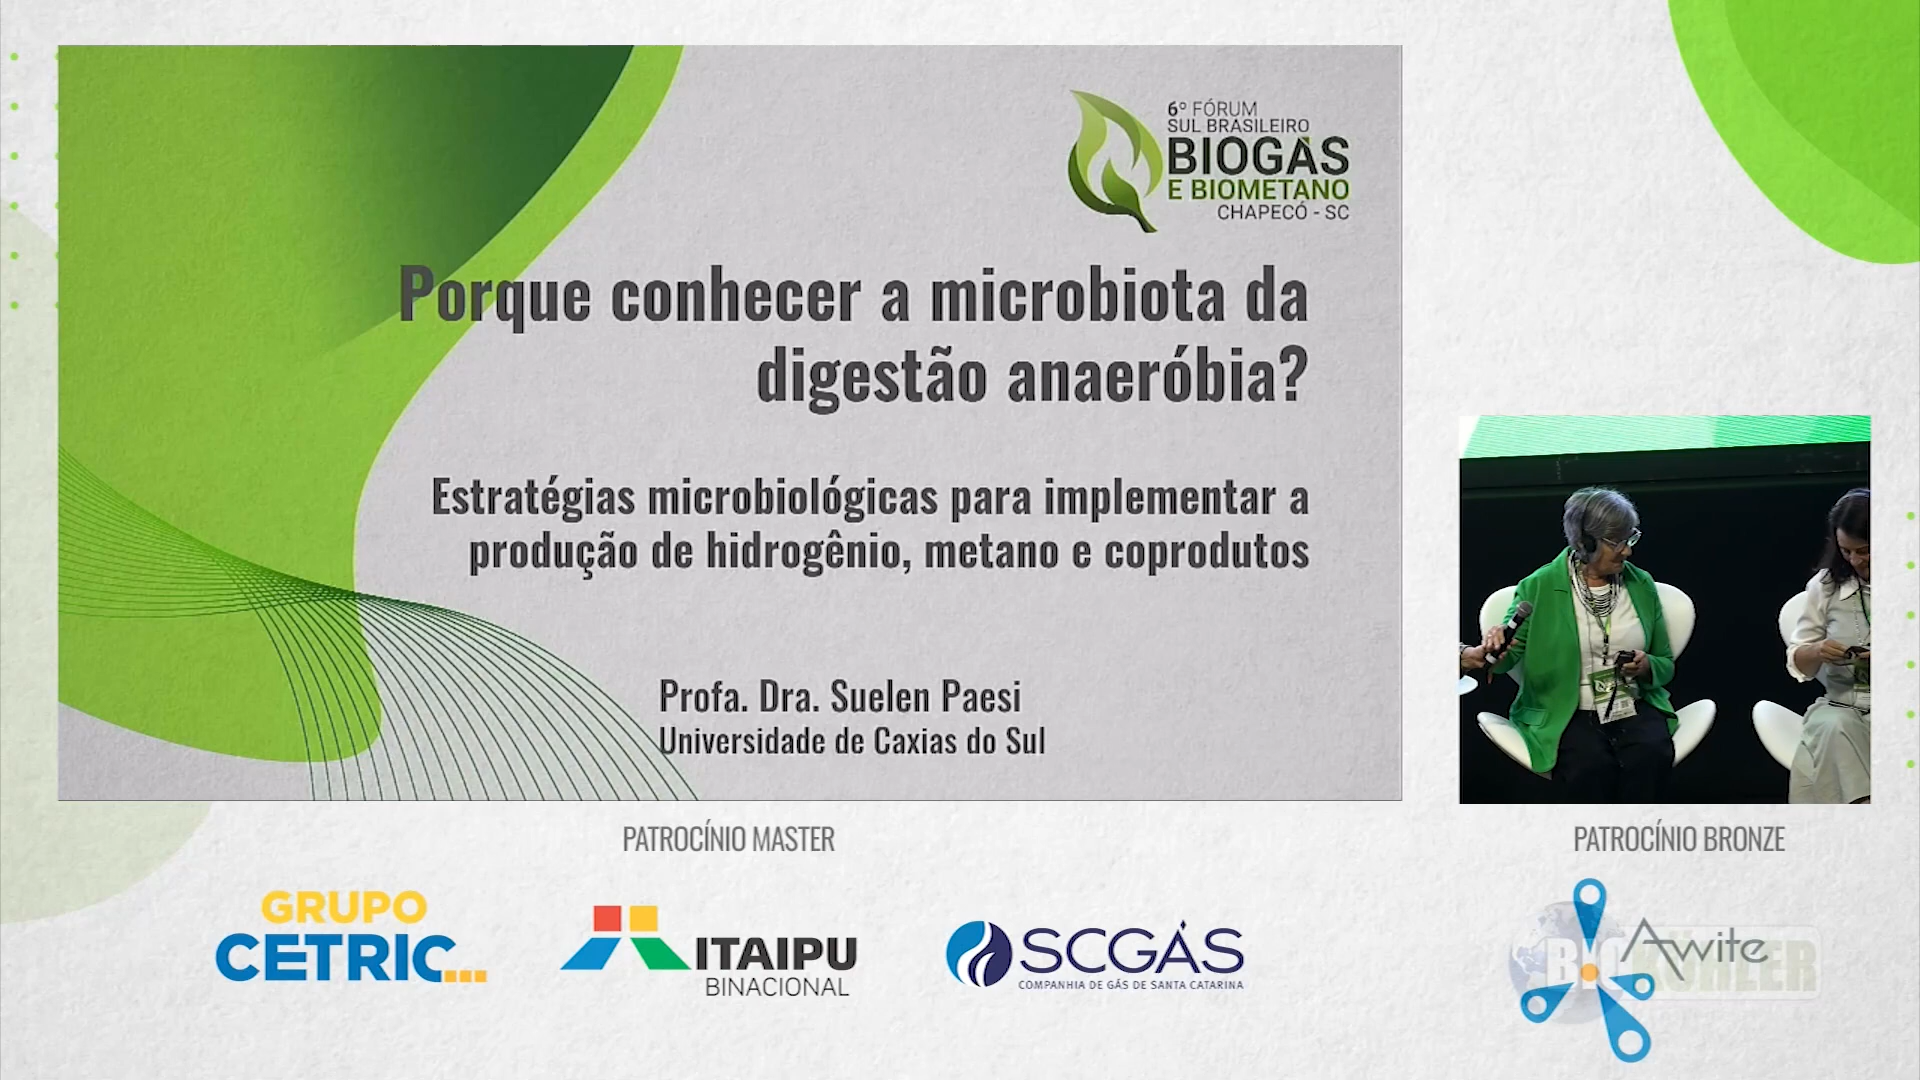 6º FÓRUM
SUL BRASILEIRO
BIOGÁS
E BIOMETANO
CHAPECÓ - SC
Porque conhecer a microbiota da
digestão anaeróbia?
Estratégias microbiológicas para implementar a
produção de hidrogênio, metano e coprodutos
Profa. Dra. Suelen Paesi
Universidade de Caxias do Sul
PATROCÍNIO MASTER
PATROCÍNIO BRONZE
GRUPO
CETRIC...
ITAIPU
BINACIONAL
SCGÁS
COMPANHIA DE GÁS DE SANTA CATARINA
Awite